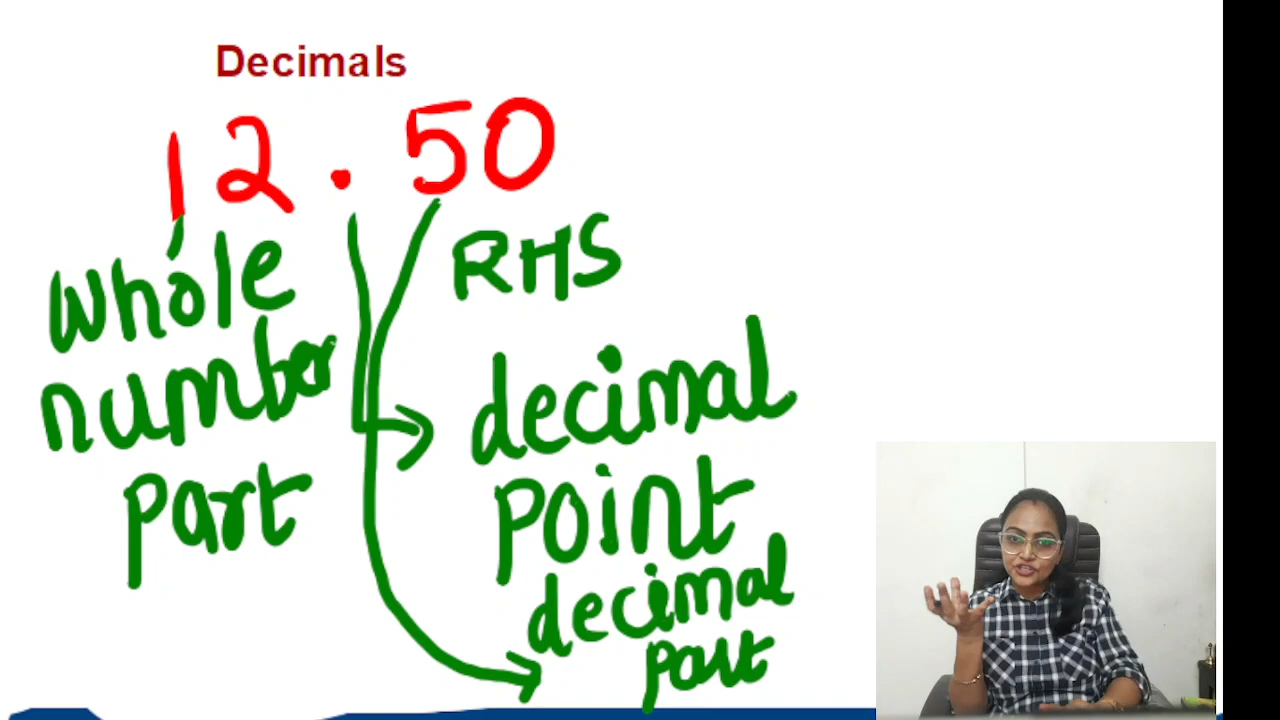 Decimals
12.50
RHS
Whole
number
part
decimal
point
decimal
part